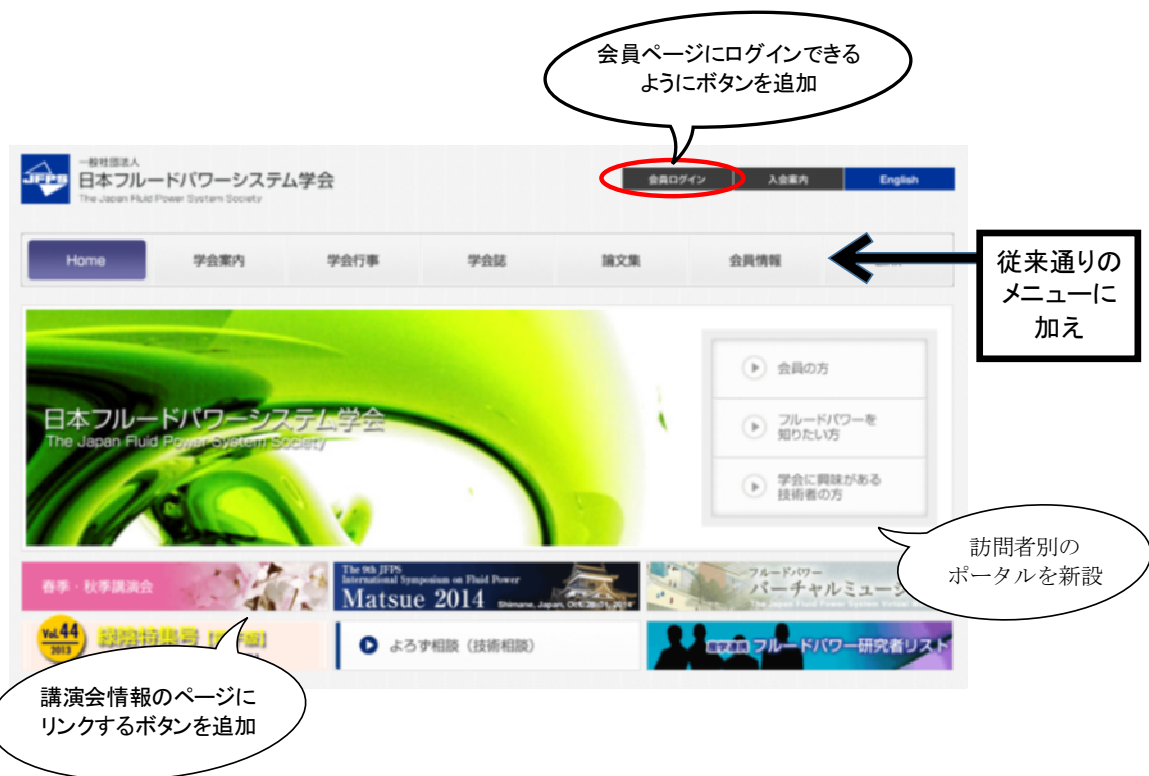 会員ページにログインできる
ようにボタンを追加
JFPS
一般社団法人
日本フルードパワーシステム学会
The Japan Fluid Power System Society
会員ログイン 入会案内 English
Home 学会案内 学会行事 学会誌 論文集 会員情報
従来通りの
メニューに
加え
日本フルードパワーシステム学会
The Japan Fluid Power System Society
会員の方
フルードパワーを
知りたい方
学会に興味がある
技術者の方
訪問者別の
ポータルを新設
春季・秋季講演会
The 9th JFPS
International Symposium on Fluid Power
Matsue 2014
Shimane, Japan, Oct. 28-31, 2014
フルードパワー
バーチャルミュー
Vol.44
2013
緑陰特集号
よろず相談（技術相談）
フルードパワー研究者リスト
講演会情報のページに
リンクするボタンを追加